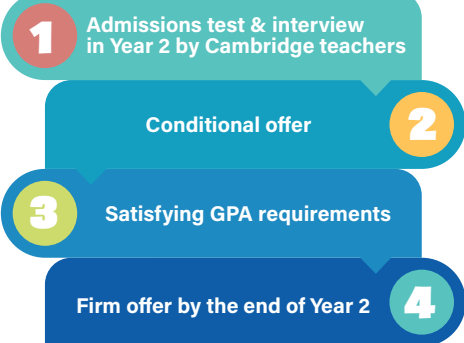 1
Admissions test & interview
in Year 2 by Cambridge teachers
Conditional offer
2
3
Satisfying GPA requirements
Firm offer by the end of Year 2
4